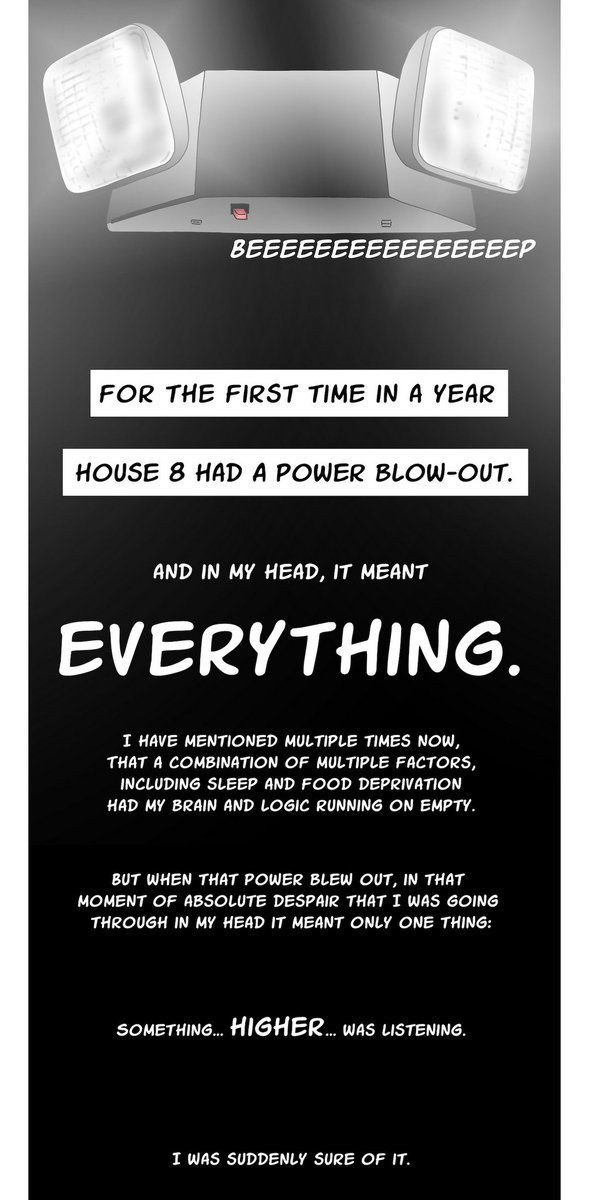 BEEEEEEEEEEEEEEEEEP
FOR THE FIRST TIME IN A YEAR
HOUSE 8 HAD A POWER BLOW-OUT.
AND IN MY HEAD, IT MEANT
EVERYTHING.
I HAVE MENTIONED MULTIPLE TIMES NOW,
THAT A COMBINATION OF MULTIPLE FACTORS,
INCLUDING SLEEP AND FOOD DEPRIVATION
HAD MY BRAIN AND LOGIC RUNNING ON EMPTY.
BUT WHEN THAT POWER BLEW OUT, IN THAT
MOMENT OF ABSOLUTE DESPAIR THAT I WAS GOING
THROUGH IN MY HEAD IT MEANT ONLY ONE THING:
SOMETHING... HIGHER... WAS LISTENING.
I WAS SUDDENLY SURE OF IT.